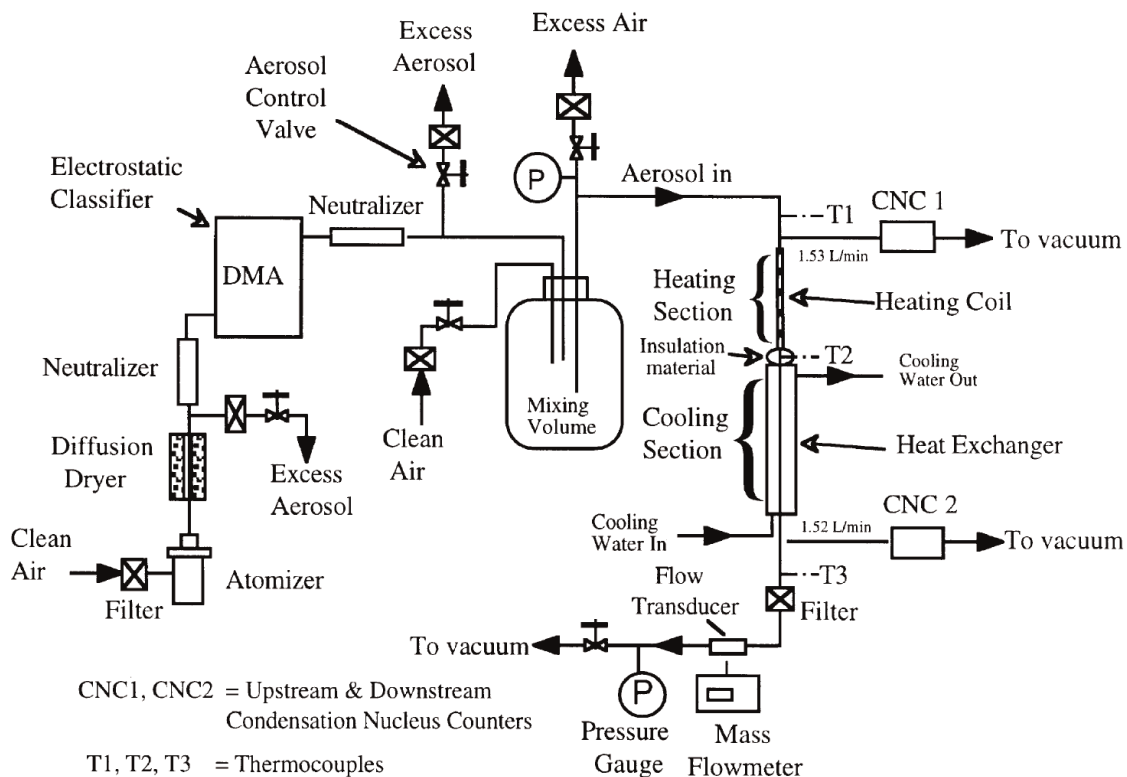 Excess Air
Excess
Aerosol
Aerosol
Control
Valve
Electrostatic
Classifier
Neutralizer
P
Aerosol in
T1
CNC 1
To vacuum
1.53 L/min
DMA
Heating
Section
Heating Coil
Insulation
material
T2
Cooling
Water Out
Neutralizer
Mixing
Volume
Cooling
Section
Heat Exchanger
Clean
Air
Diffusion
Dryer
Excess
Aerosol
CNC 2
Cooling
Water In
1.52 L/min
To vacuum
Clean
Air
Filter
Atomizer
T3
Flow
Transducer
Filter
To vacuum
P
Pressure
Gauge
Mass
Flowmeter
CNC1, CNC2 = Upstream & Downstream
Condensation Nucleus Counters
T1, T2, T3 = Thermocouples